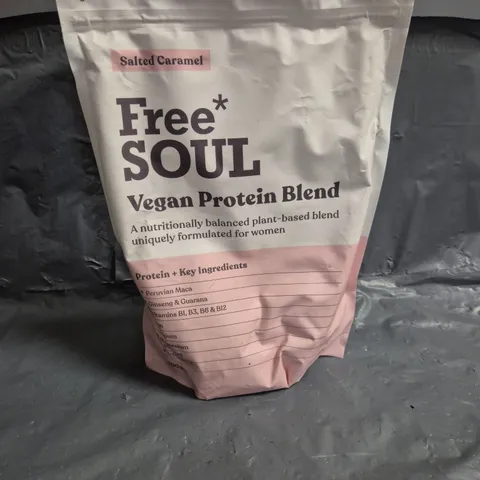 Salted Caramel
Free*
SOUL
Vegan Protein Blend
A nutritionally balanced plant-based blend
uniquely formulated for women
Protein + Key Ingredients
Peruvian Maca
Ginseng & Guarana
Vitamins B1, B3, B6 & B12